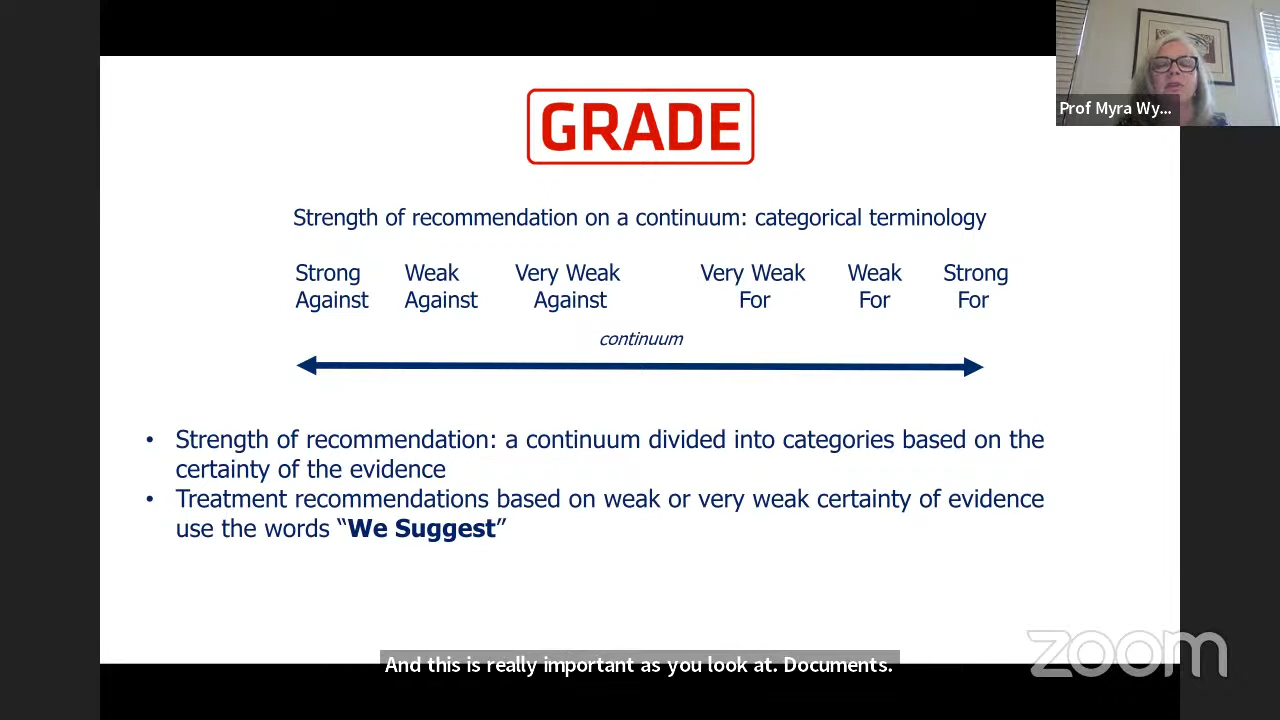 GRADE
Prof Myra Wy...
Strength of recommendation on a continuum: categorical terminology
Strong Weak Very Weak Very Weak Weak Strong
Against Against Against For For For
continuum
• Strength of recommendation: a continuum divided into categories based on the
certainty of the evidence
• Treatment recommendations based on weak or very weak certainty of evidence
use the words “We Suggest”
And this is really important as you look at. Documents.
zoom